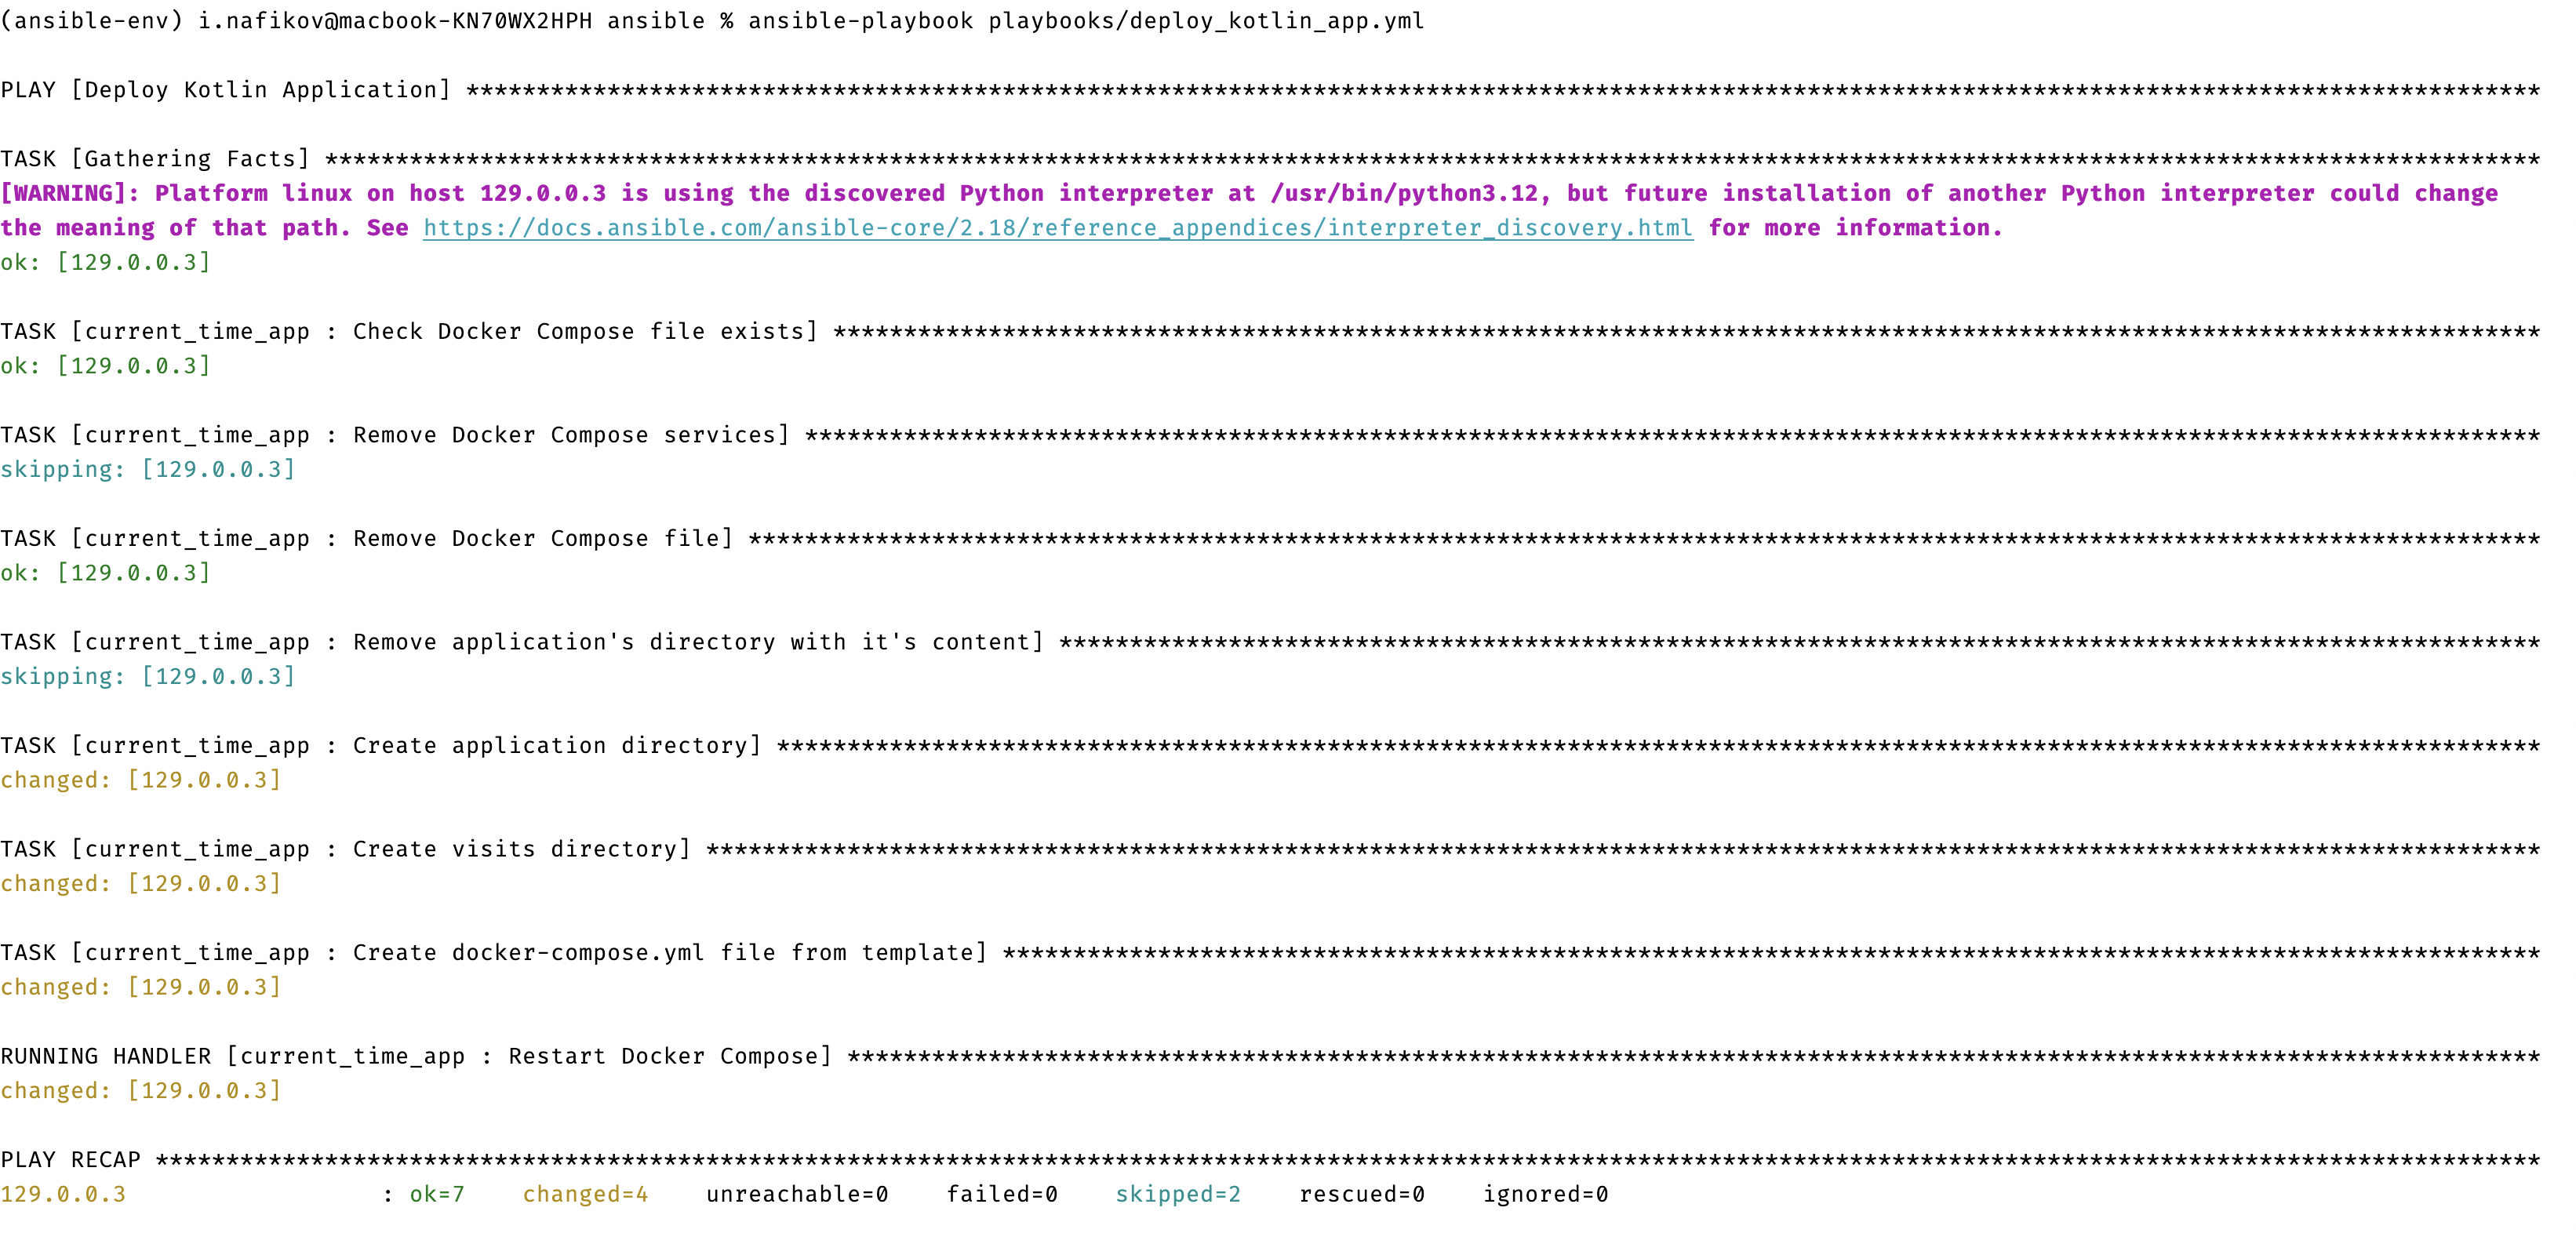 (ansible-env) i.nafikov@macbook-KN70WX2HPH ansible % ansible-playbook playbooks/deploy_kotlin_app.yml
PLAY [Deploy Kotlin Application] ***************************************************************************************************************************************************
TASK [Gathering Facts] *************************************************************************************************************************************************************
[WARNING]: Platform linux on host 129.0.0.3 is using the discovered Python interpreter at /usr/bin/python3.12, but future installation of another Python interpreter could change
the meaning of that path. See https://docs.ansible.com/ansible-core/2.18/reference_appendices/interpreter_discovery.html for more information.
ok: [129.0.0.3]
TASK [current_time_app : Check Docker Compose file exists] *************************************************************************************************************************
ok: [129.0.0.3]
TASK [current_time_app : Remove Docker Compose services] ***************************************************************************************************************************
skipping: [129.0.0.3]
TASK [current_time_app : Remove Docker Compose file] *******************************************************************************************************************************
ok: [129.0.0.3]
TASK [current_time_app : Remove application's directory with it's content] *********************************************************************************************************
skipping: [129.0.0.3]
TASK [current_time_app : Create application directory] *****************************************************************************************************************************
changed: [129.0.0.3]
TASK [current_time_app : Create visits directory] **********************************************************************************************************************************
changed: [129.0.0.3]
TASK [current_time_app : Create docker-compose.yml file from template] *************************************************************************************************************
changed: [129.0.0.3]
RUNNING HANDLER [current_time_app : Restart Docker Compose] ************************************************************************************************************************
changed: [129.0.0.3]
PLAY RECAP *************************************************************************************************************************************************************************
129.0.0.3                  : ok=7    changed=4    unreachable=0    failed=0    skipped=2    rescued=0    ignored=0